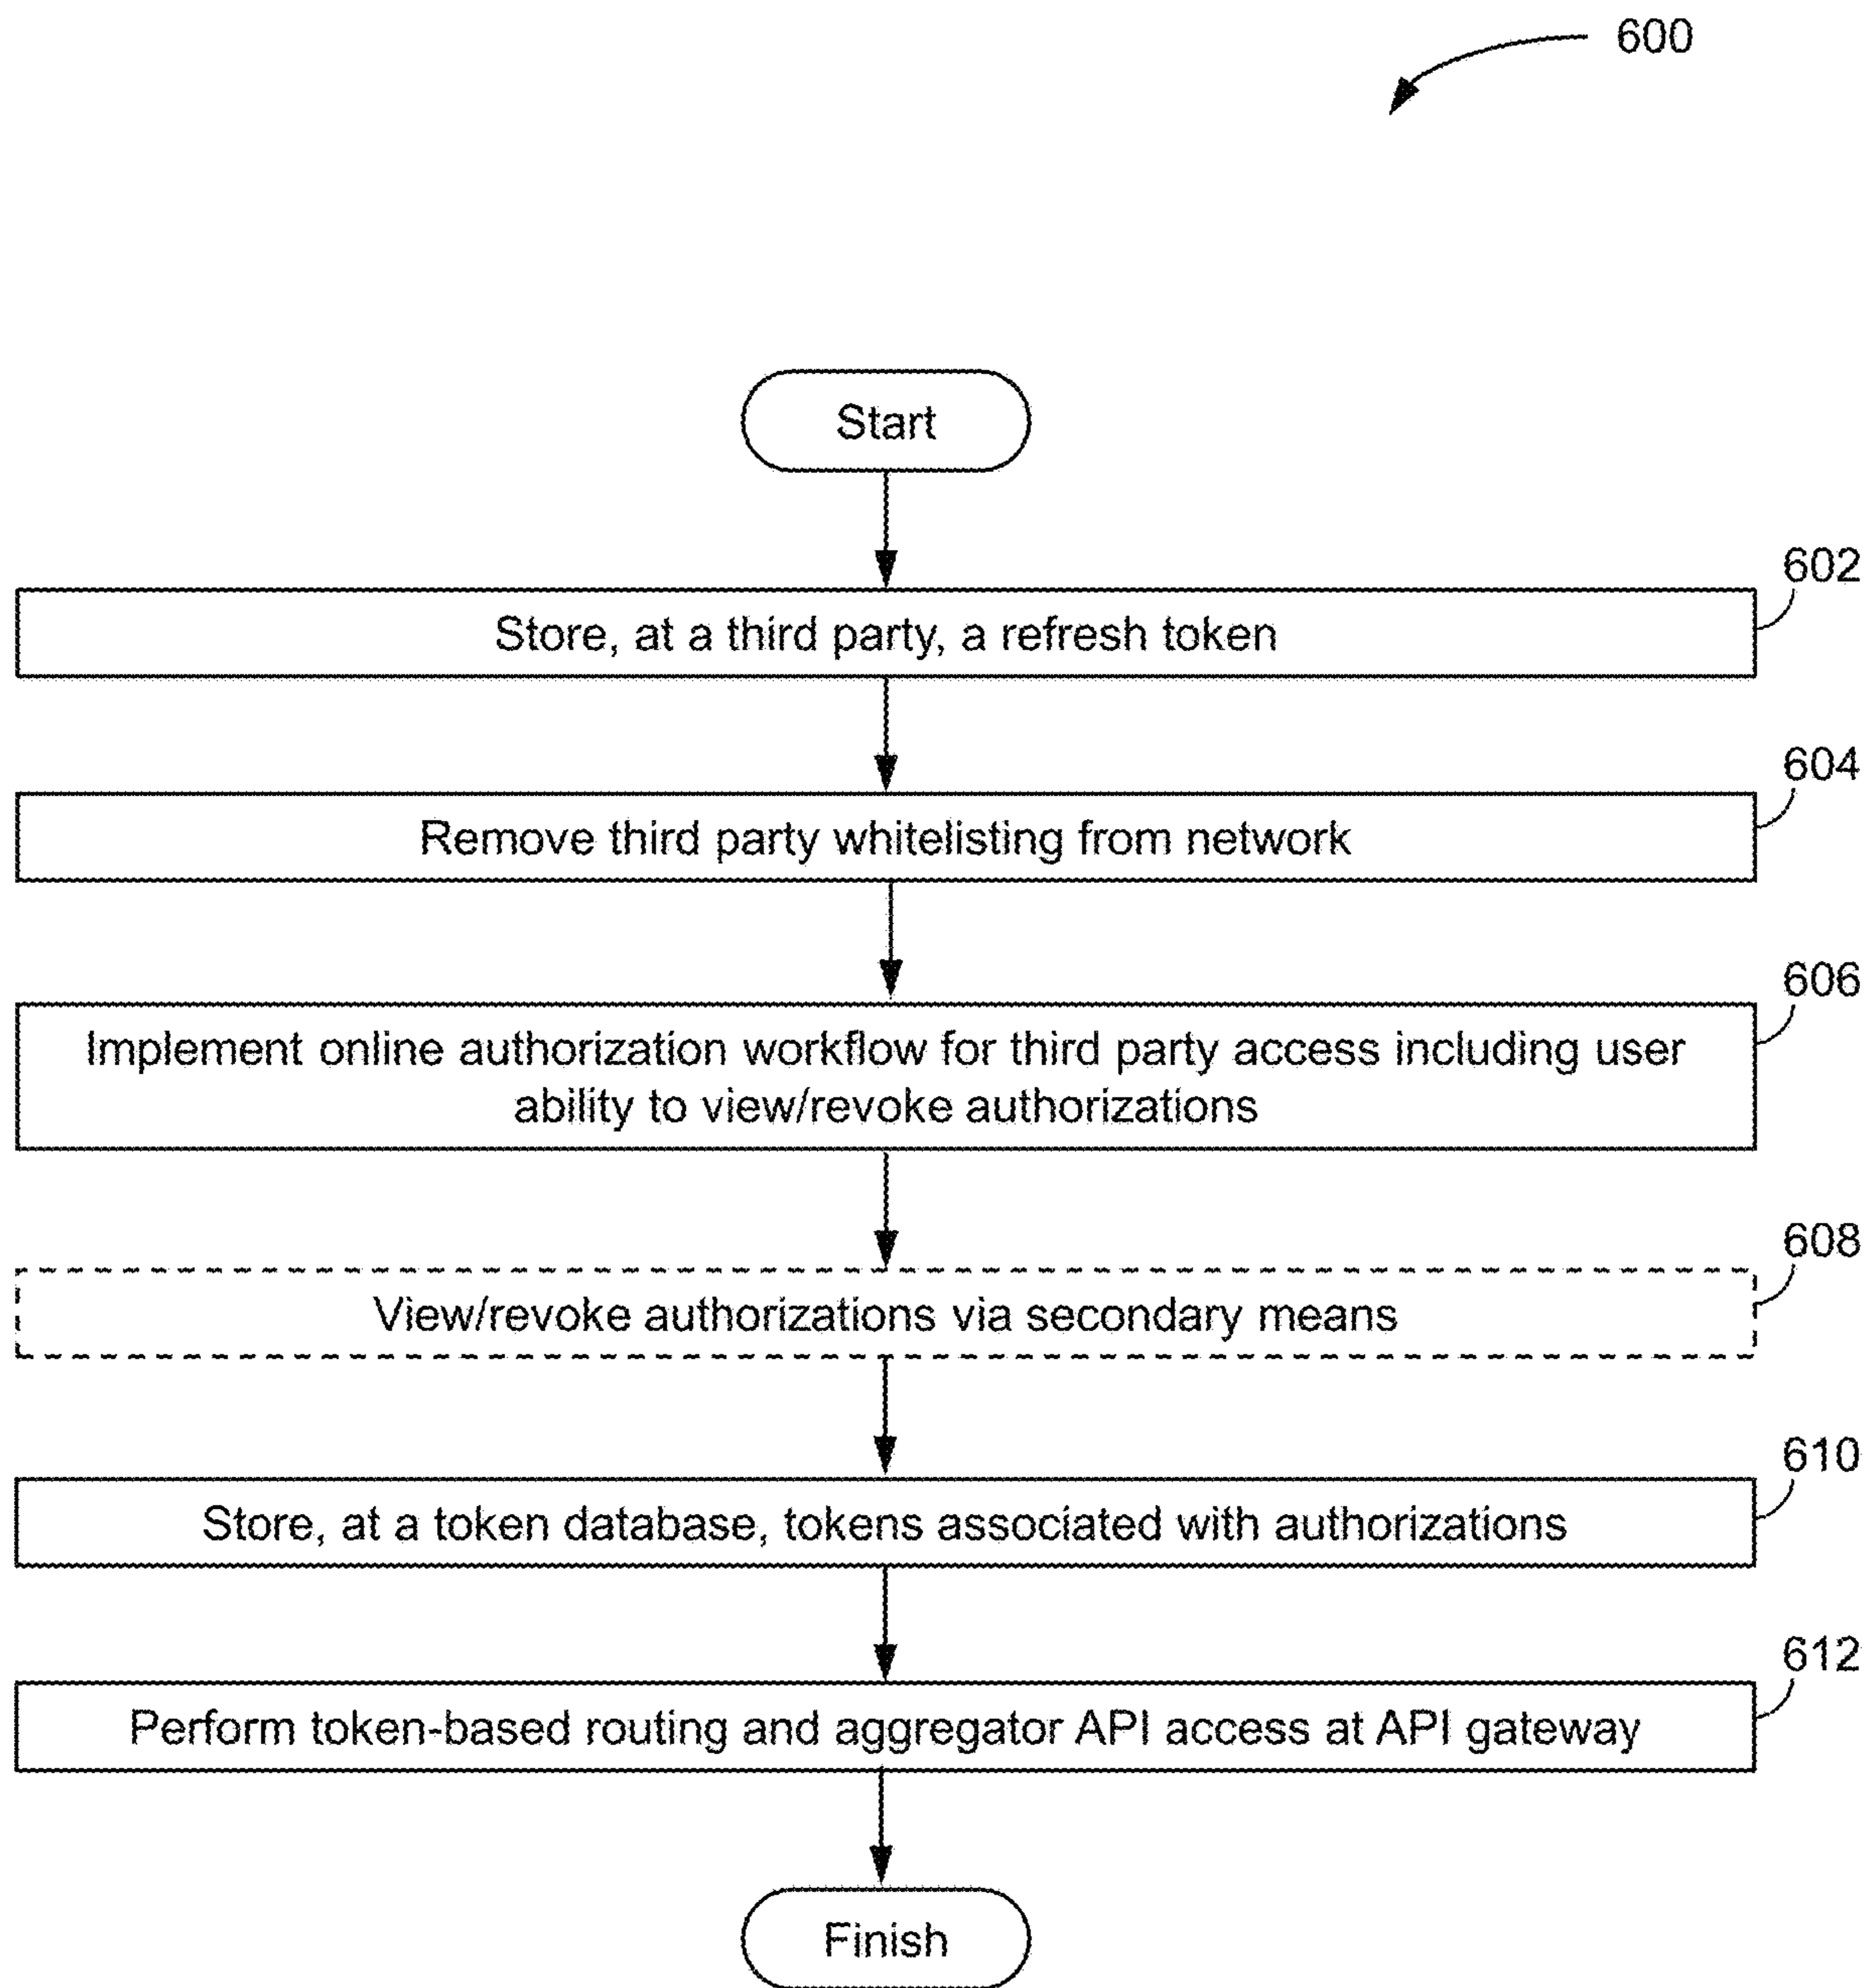 600
Start
602
Store, at a third party, a refresh token
604
Remove third party whitelisting from network
606
Implement online authorization workflow for third party access including user
ability to view/revoke authorizations
608
View/revoke authorizations via secondary means
610
Store, at a token database, tokens associated with authorizations
612
Perform token-based routing and aggregator API access at API gateway
Finish